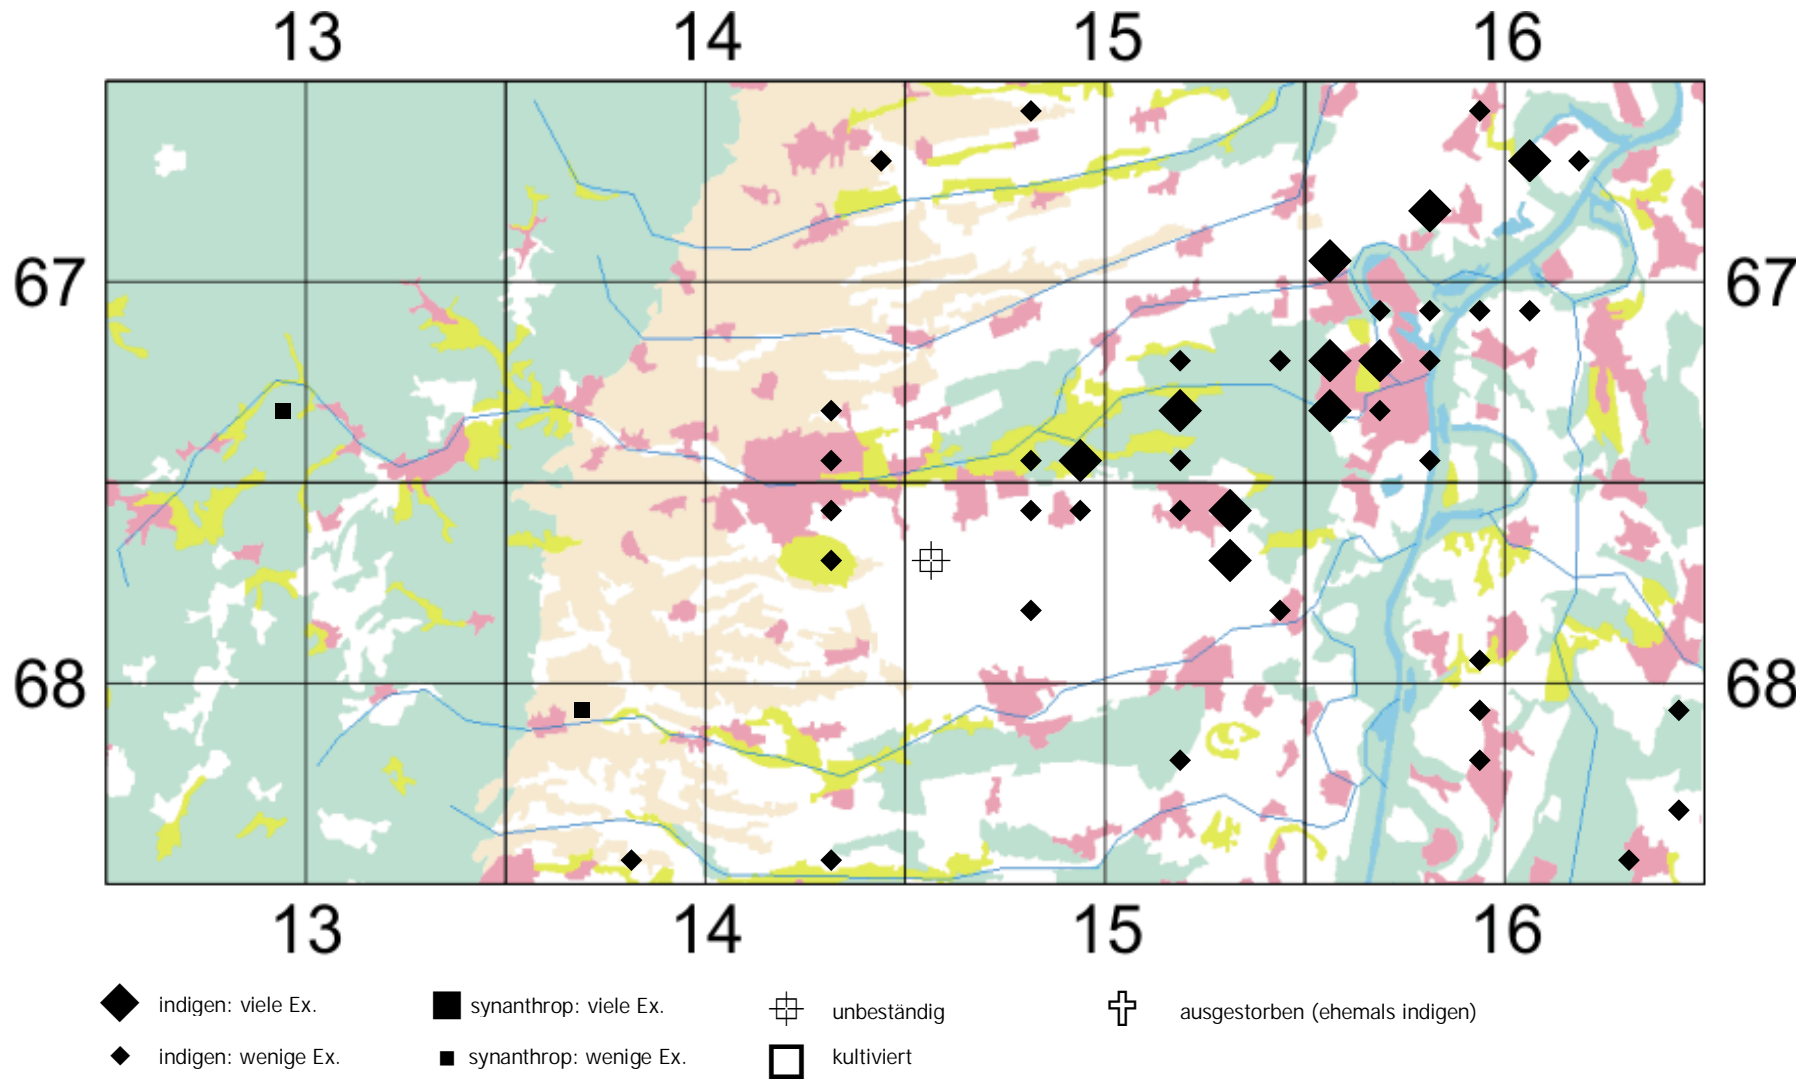 13 14 15 16
67 67
68 68
13 14 15 16
indigen: viele Ex. synanthrop: viele Ex. unbeständig ausgestorben (ehemals indigen)
indigen: wenige Ex. synanthrop: wenige Ex. kultiviert